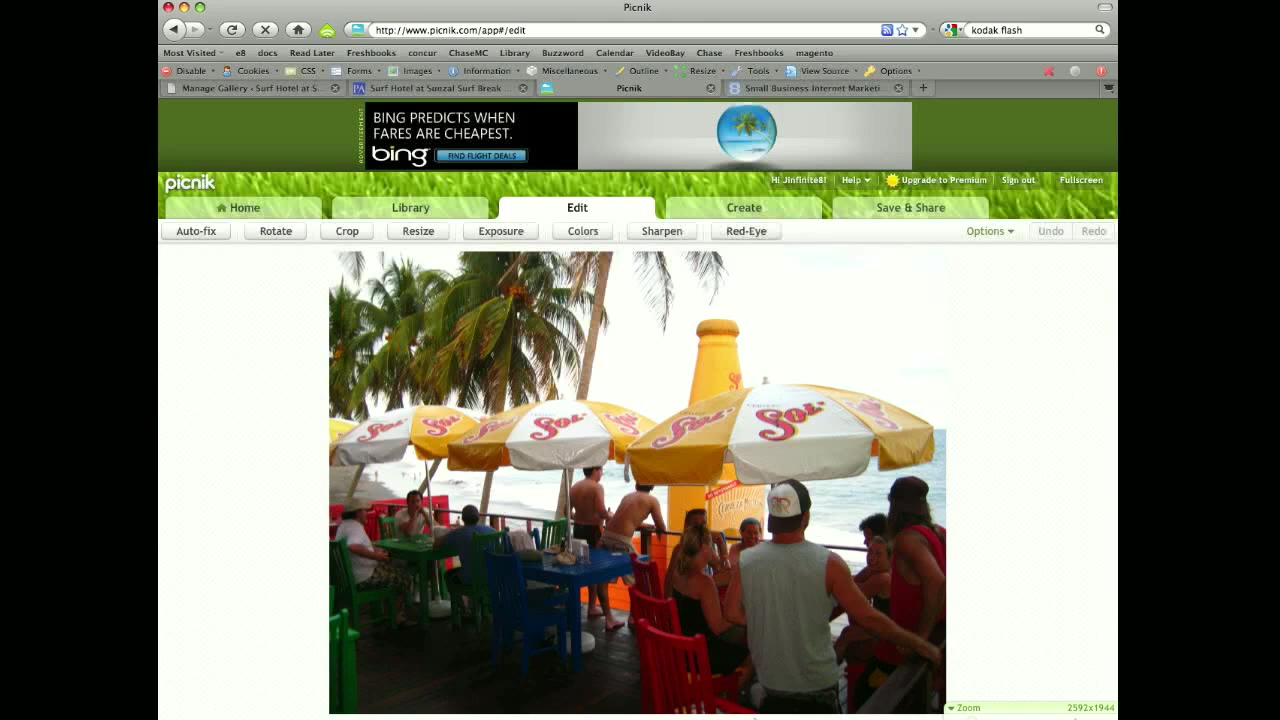 Picnik
http://www.picnik.com/app#/edit
kodak flash
Most Visited e8 docs Read Later Freshbooks concur ChaseMC Library Buzzword Calendar VideoBay Chase Freshbooks magento
Disable Cookies CSS Forms Images Information Miscellaneous Outline Resize Tools View Source Options
Manage Gallery ‹ Surf Hotel at S... Surf Hotel at Sunzal Surf Break ... Picnik Small Business Internet Marketi...
ADVERTISEMENT
BING PREDICTS WHEN
FARES ARE CHEAPEST.
bing FIND FLIGHT DEALS
picnik
Hi Jinfinite8! Help Upgrade to Premium Sign out Fullscreen
Home Library Edit Create Save & Share
Auto-fix Rotate Crop Resize Exposure Colors Sharpen Red-Eye Options Undo Redo
Sol Sol Sol Sol Sol Sol Sol
Zoom 2592x1944